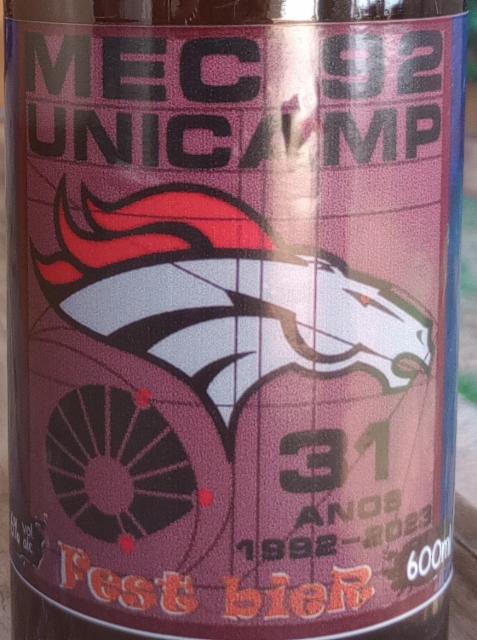 MEC 92
UNICAMP
31
ANOS
1992-2023
600ml
Fest bieR